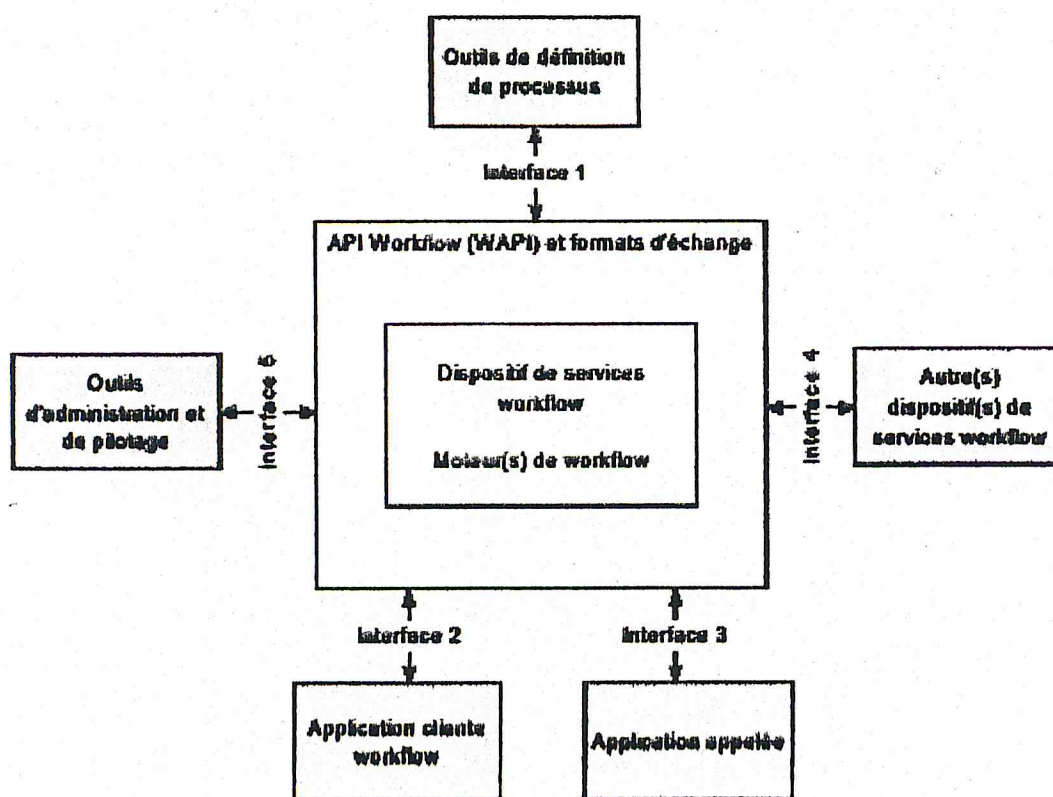 Outils de définition
de processus
Interface 1
API Workflow (WAPI) et formats d'échange
Dispositif de services
workflow
Moteur(s) de workflow
Outils
d'administration et
de pilotage
Interface 5
Interface 4
Autre(s)
dispositif(s) de
services workflow
Interface 2
Interface 3
Application cliente
workflow
Application appelée